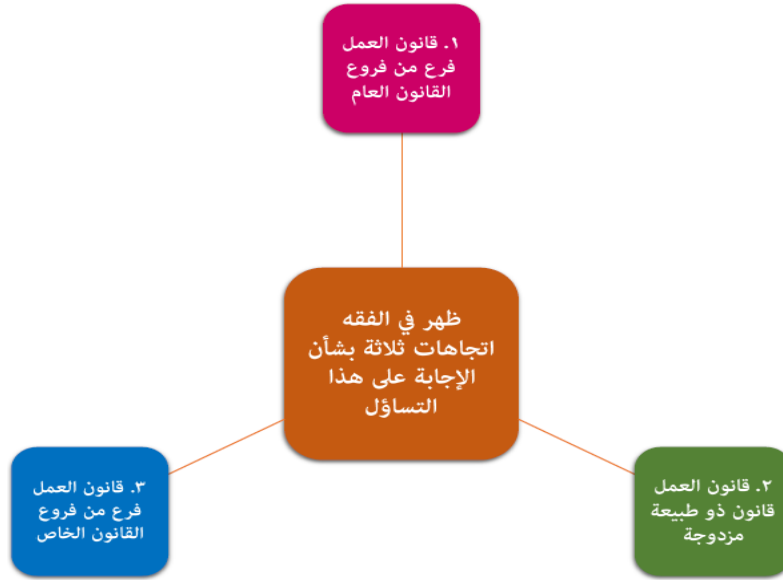 ١. قانون العمل
فرع من فروع
القانون العام
ظهر في الفقه
اتجاهات ثلاثة بشأن
الإجابة على هذا
التساؤل
٢. قانون العمل
قانون ذو طبيعة
مزدوجة
٣. قانون العمل
فرع من فروع
القانون الخاص